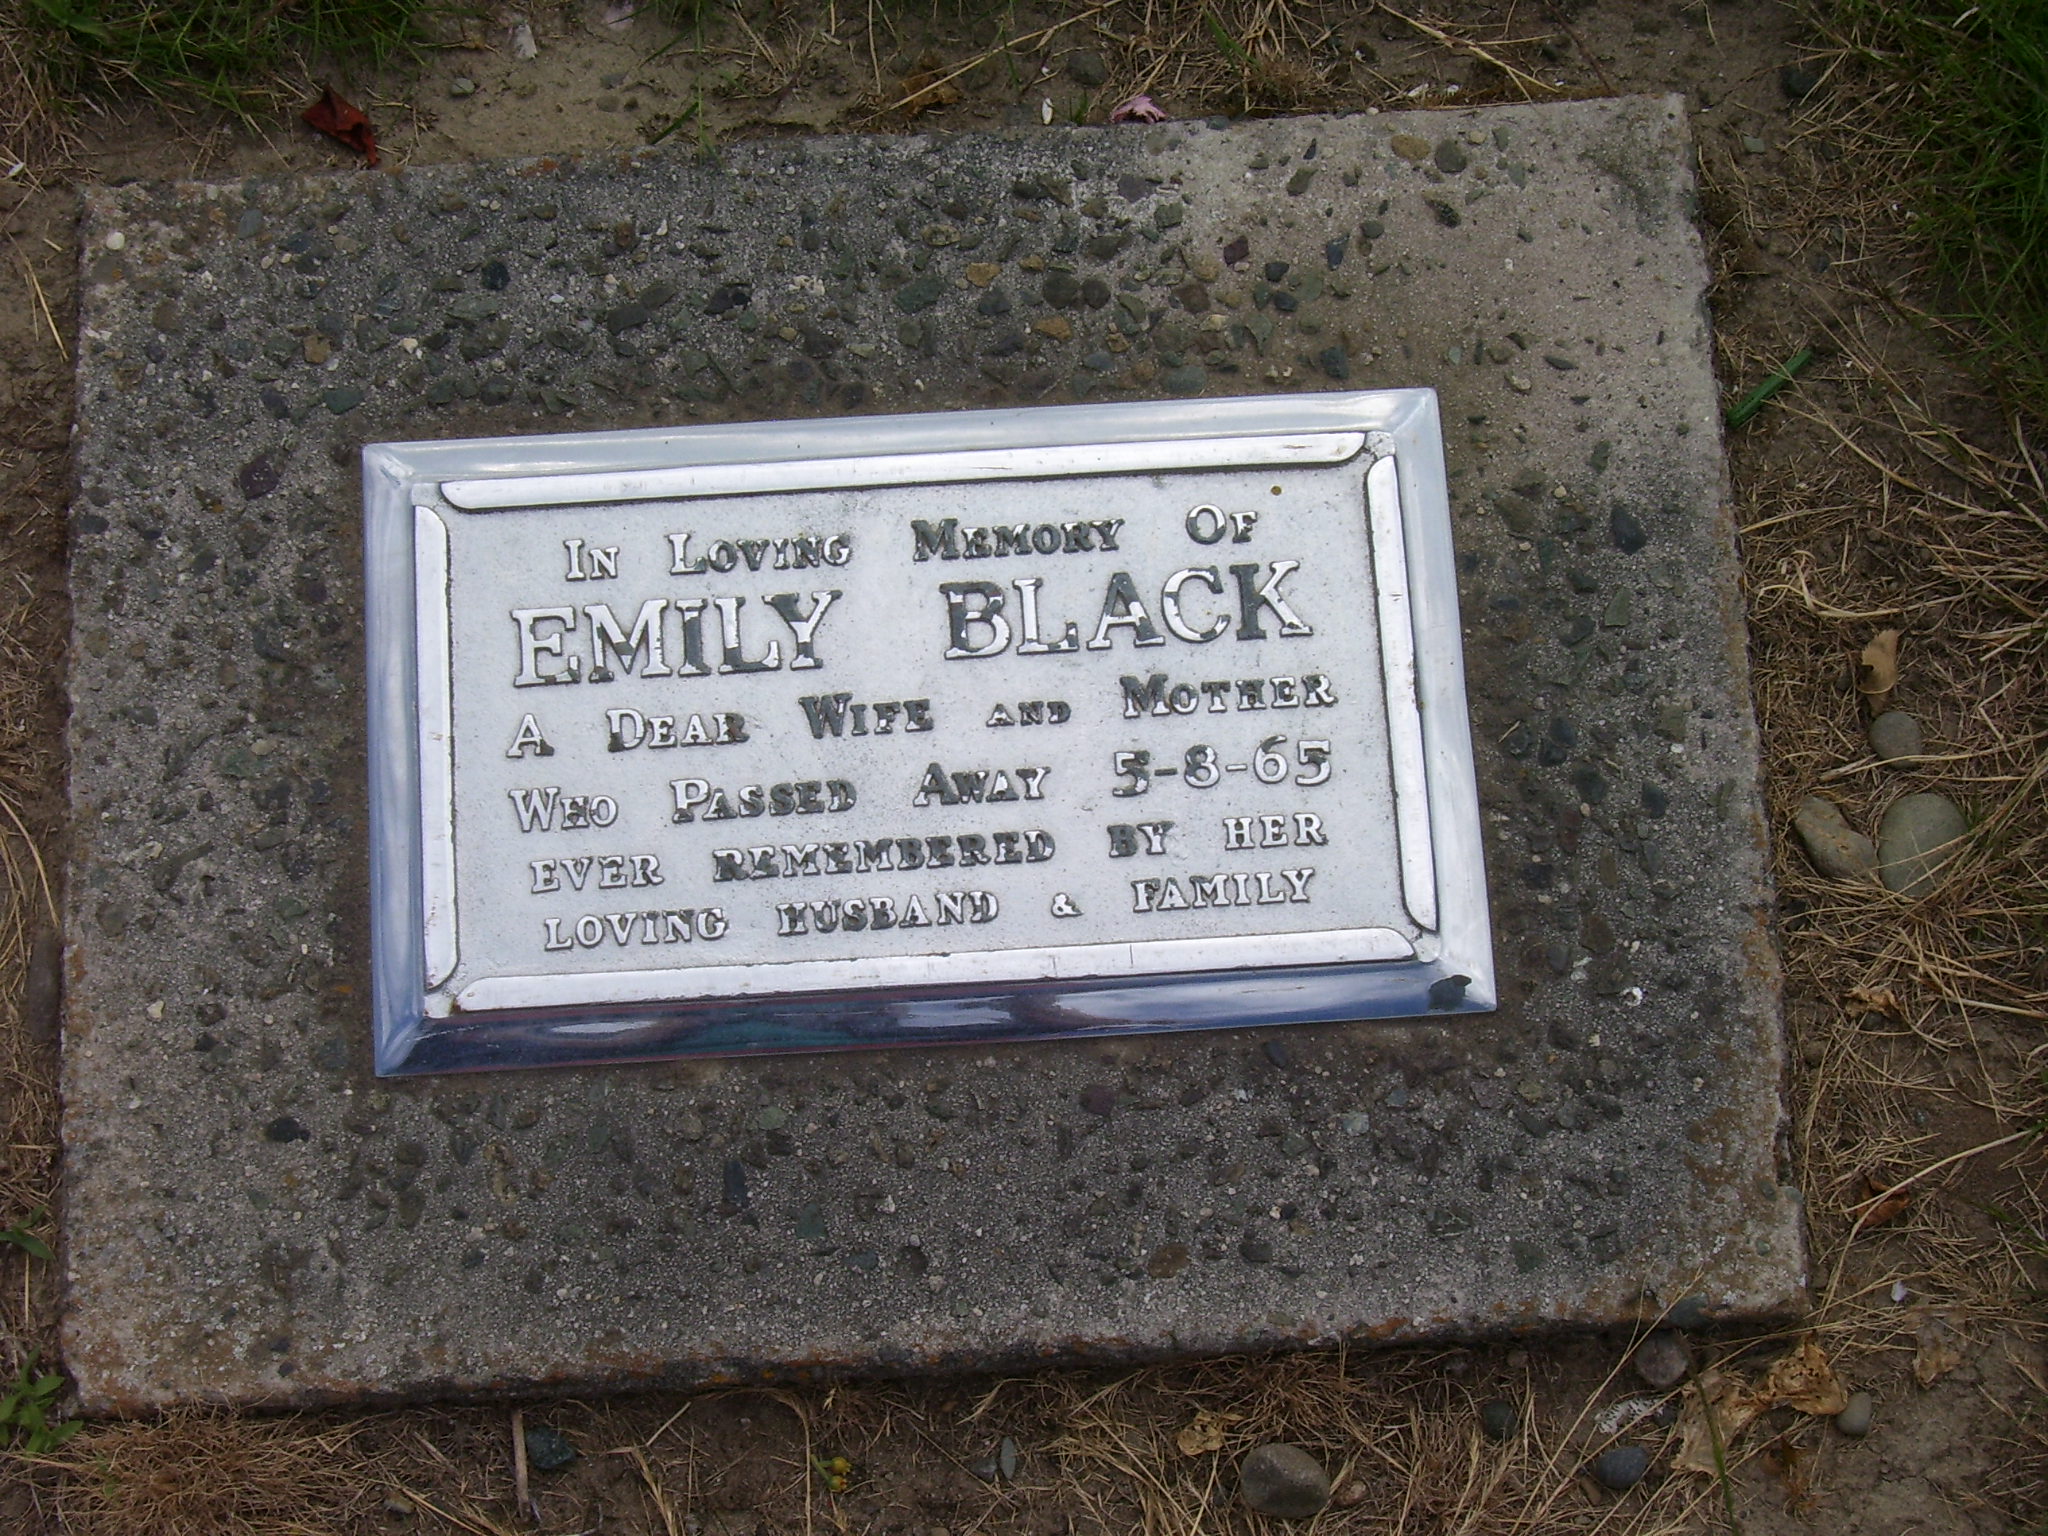 In Loving Memory Of
EMILY BLACK
A Dear Wife and Mother
Who Passed Away 5-8-65
EVER REMEMBERED BY HER
LOVING HUSBAND & FAMILY